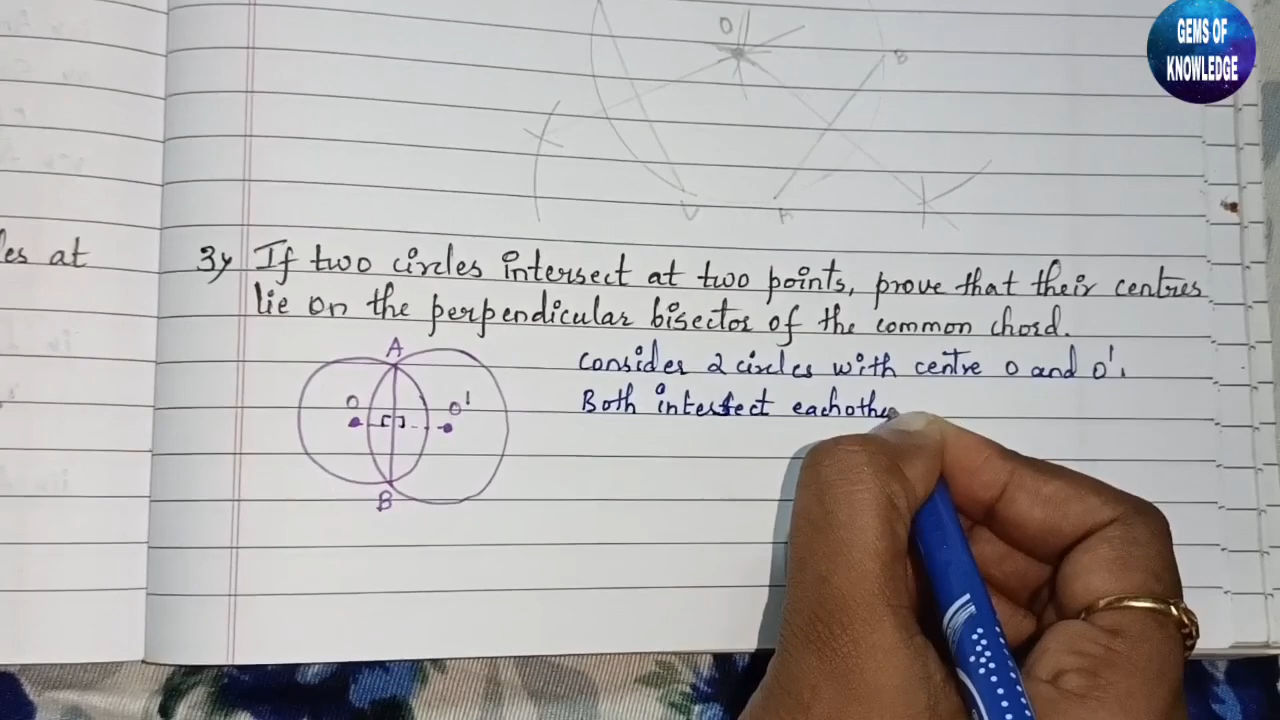 GEMS OF
KNOWLEDGE
O
B
A
les at
3y If two circles intersect at two points, prove that their centres
lie on the perpendicular bisector of the common chord.
A
Consider 2 circles with centre O and O'.
O
O'
Both intersect eachother
B